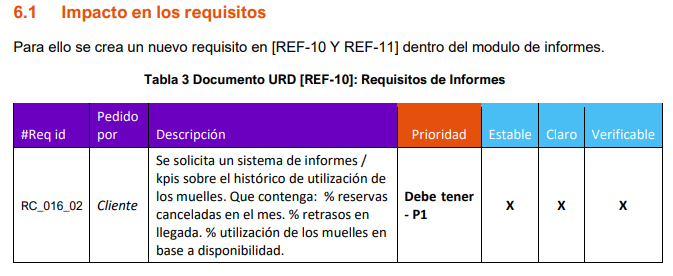 6.1 Impacto en los requisitos
Para ello se crea un nuevo requisito en [REF-10 Y REF-11] dentro del modulo de informes.
Tabla 3 Documento URD [REF-10]: Requisitos de Informes
#Req id
Pedido
por
Descripción
Prioridad
Estable
Claro
Verificable
RC_016_02
Cliente
Se solicita un sistema de informes /
kpis sobre el histórico de utilización de
los muelles. Que contenga: % reservas
canceladas en el mes. % retrasos en
llegada. % utilización de los muelles en
base a disponibilidad.
Debe tener
- P1
X
X
X